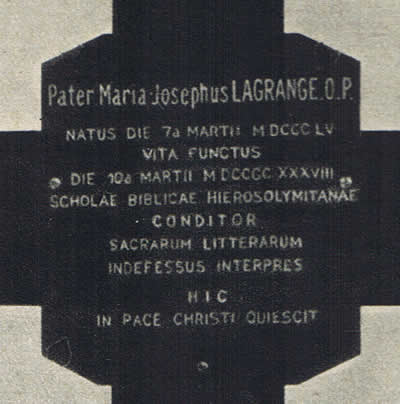 Pater Maria-Josephus LAGRANGE.O.P.
NATUS DIE 7a MARTII MDCCCLV
VITA FUNCTUS
DIE 10a MARTII MDCCCCXXXVIII
SCHOLAE BIBLICAE HIEROSOLYMITANAE
CONDITOR
SACRARUM LITTERARUM
INDEFESSUS INTERPRES
HIC
IN PACE CHRISTI QUIESCIT